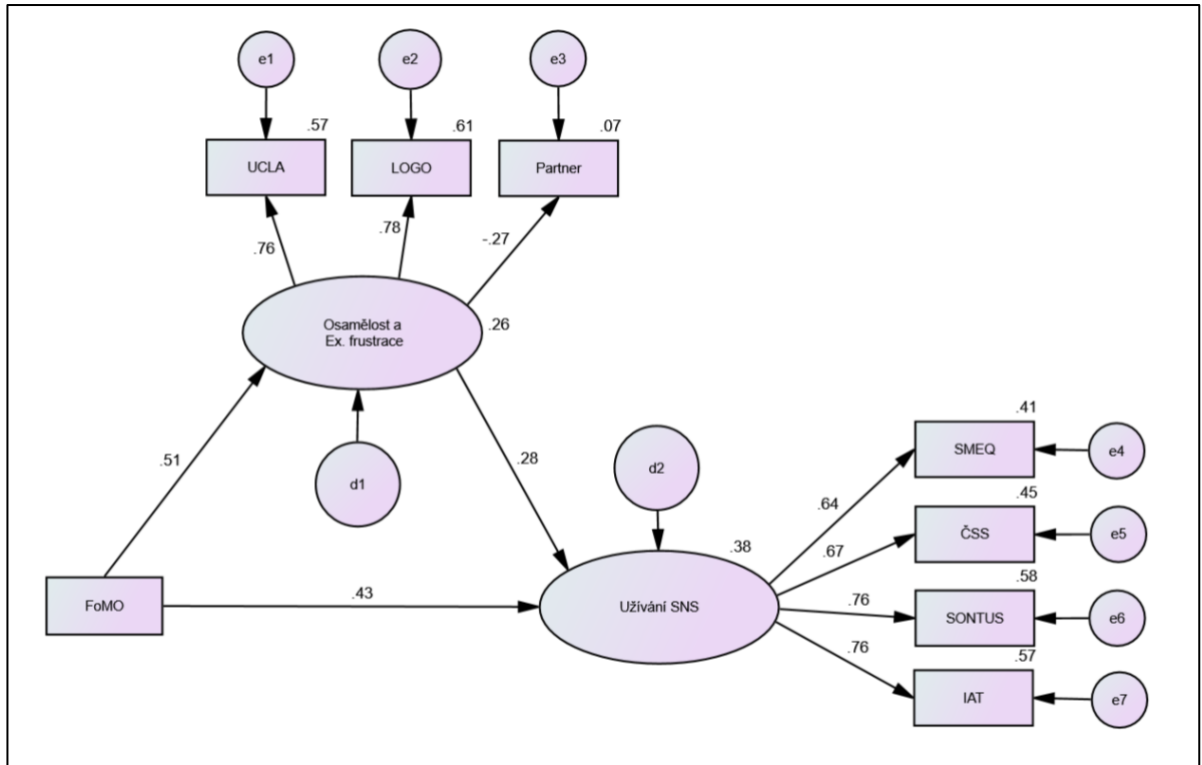 e1
e2
e3
.57
.61
.07
UCLA
LOGO
Partner
.76
.78
-.27
Osamělost a
Ex. frustrace
.26
.51
d1
.28
d2
.38
FoMO
.43
Užívání SNS
.64
.67
.76
.76
.41
SMEQ
e4
.45
ČSS
e5
.58
SONTUS
e6
.57
IAT
e7